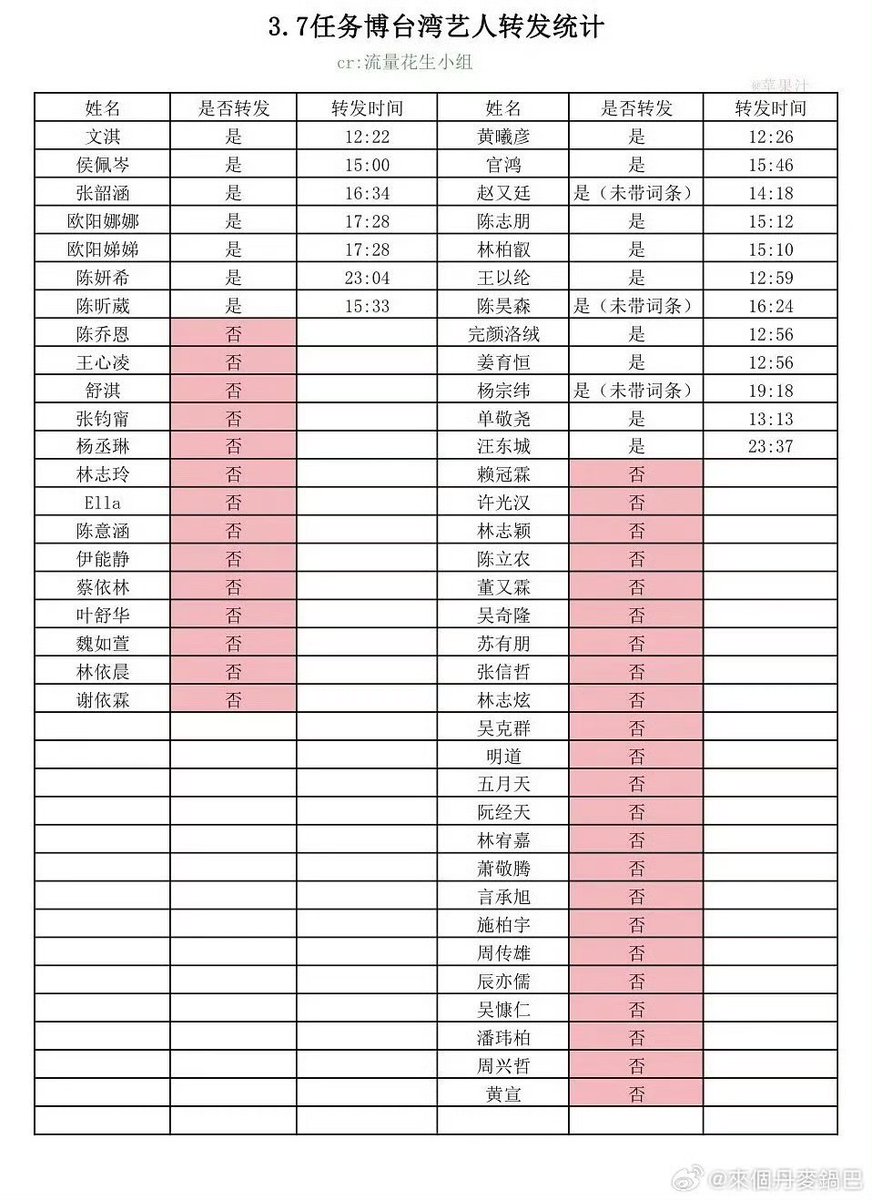 3.7任务博台湾艺人转发统计
cr:流量花生小组
@苹果汁
姓名 是否转发 转发时间 姓名 是否转发 转发时间
文淇 是 12:22 黄曦彦 是 12:26
侯佩岑 是 15:00 官鸿 是 15:46
张韶涵 是 16:34 赵又廷 是（未带词条） 14:18
欧阳娜娜 是 17:28 陈志朋 是 15:12
欧阳娣娣 是 17:28 林柏叡 是 15:10
陈妍希 是 23:04 王以纶 是 12:59
陈昕葳 是 15:33 陈昊森 是（未带词条） 16:24
陈乔恩 否 完颜洛绒 是 12:56
王心凌 否 姜育恒 是 12:56
舒淇 否 杨宗纬 是（未带词条） 19:18
张钧甯 否 单敬尧 是 13:13
杨丞琳 否 汪东城 是 23:37
林志玲 否 赖冠霖 否
Ella 否 许光汉 否
陈意涵 否 林志颖 否
伊能静 否 陈立农 否
蔡依林 否 董又霖 否
叶舒华 否 吴奇隆 否
魏如萱 否 苏有朋 否
林依晨 否 张信哲 否
谢依霖 否 林志炫 否
吴克群 否
明道 否
五月天 否
阮经天 否
林宥嘉 否
萧敬腾 否
言承旭 否
施柏宇 否
周传雄 否
辰亦儒 否
吴慷仁 否
潘玮柏 否
周兴哲 否
黄宣 否
@來個丹麥鍋巴